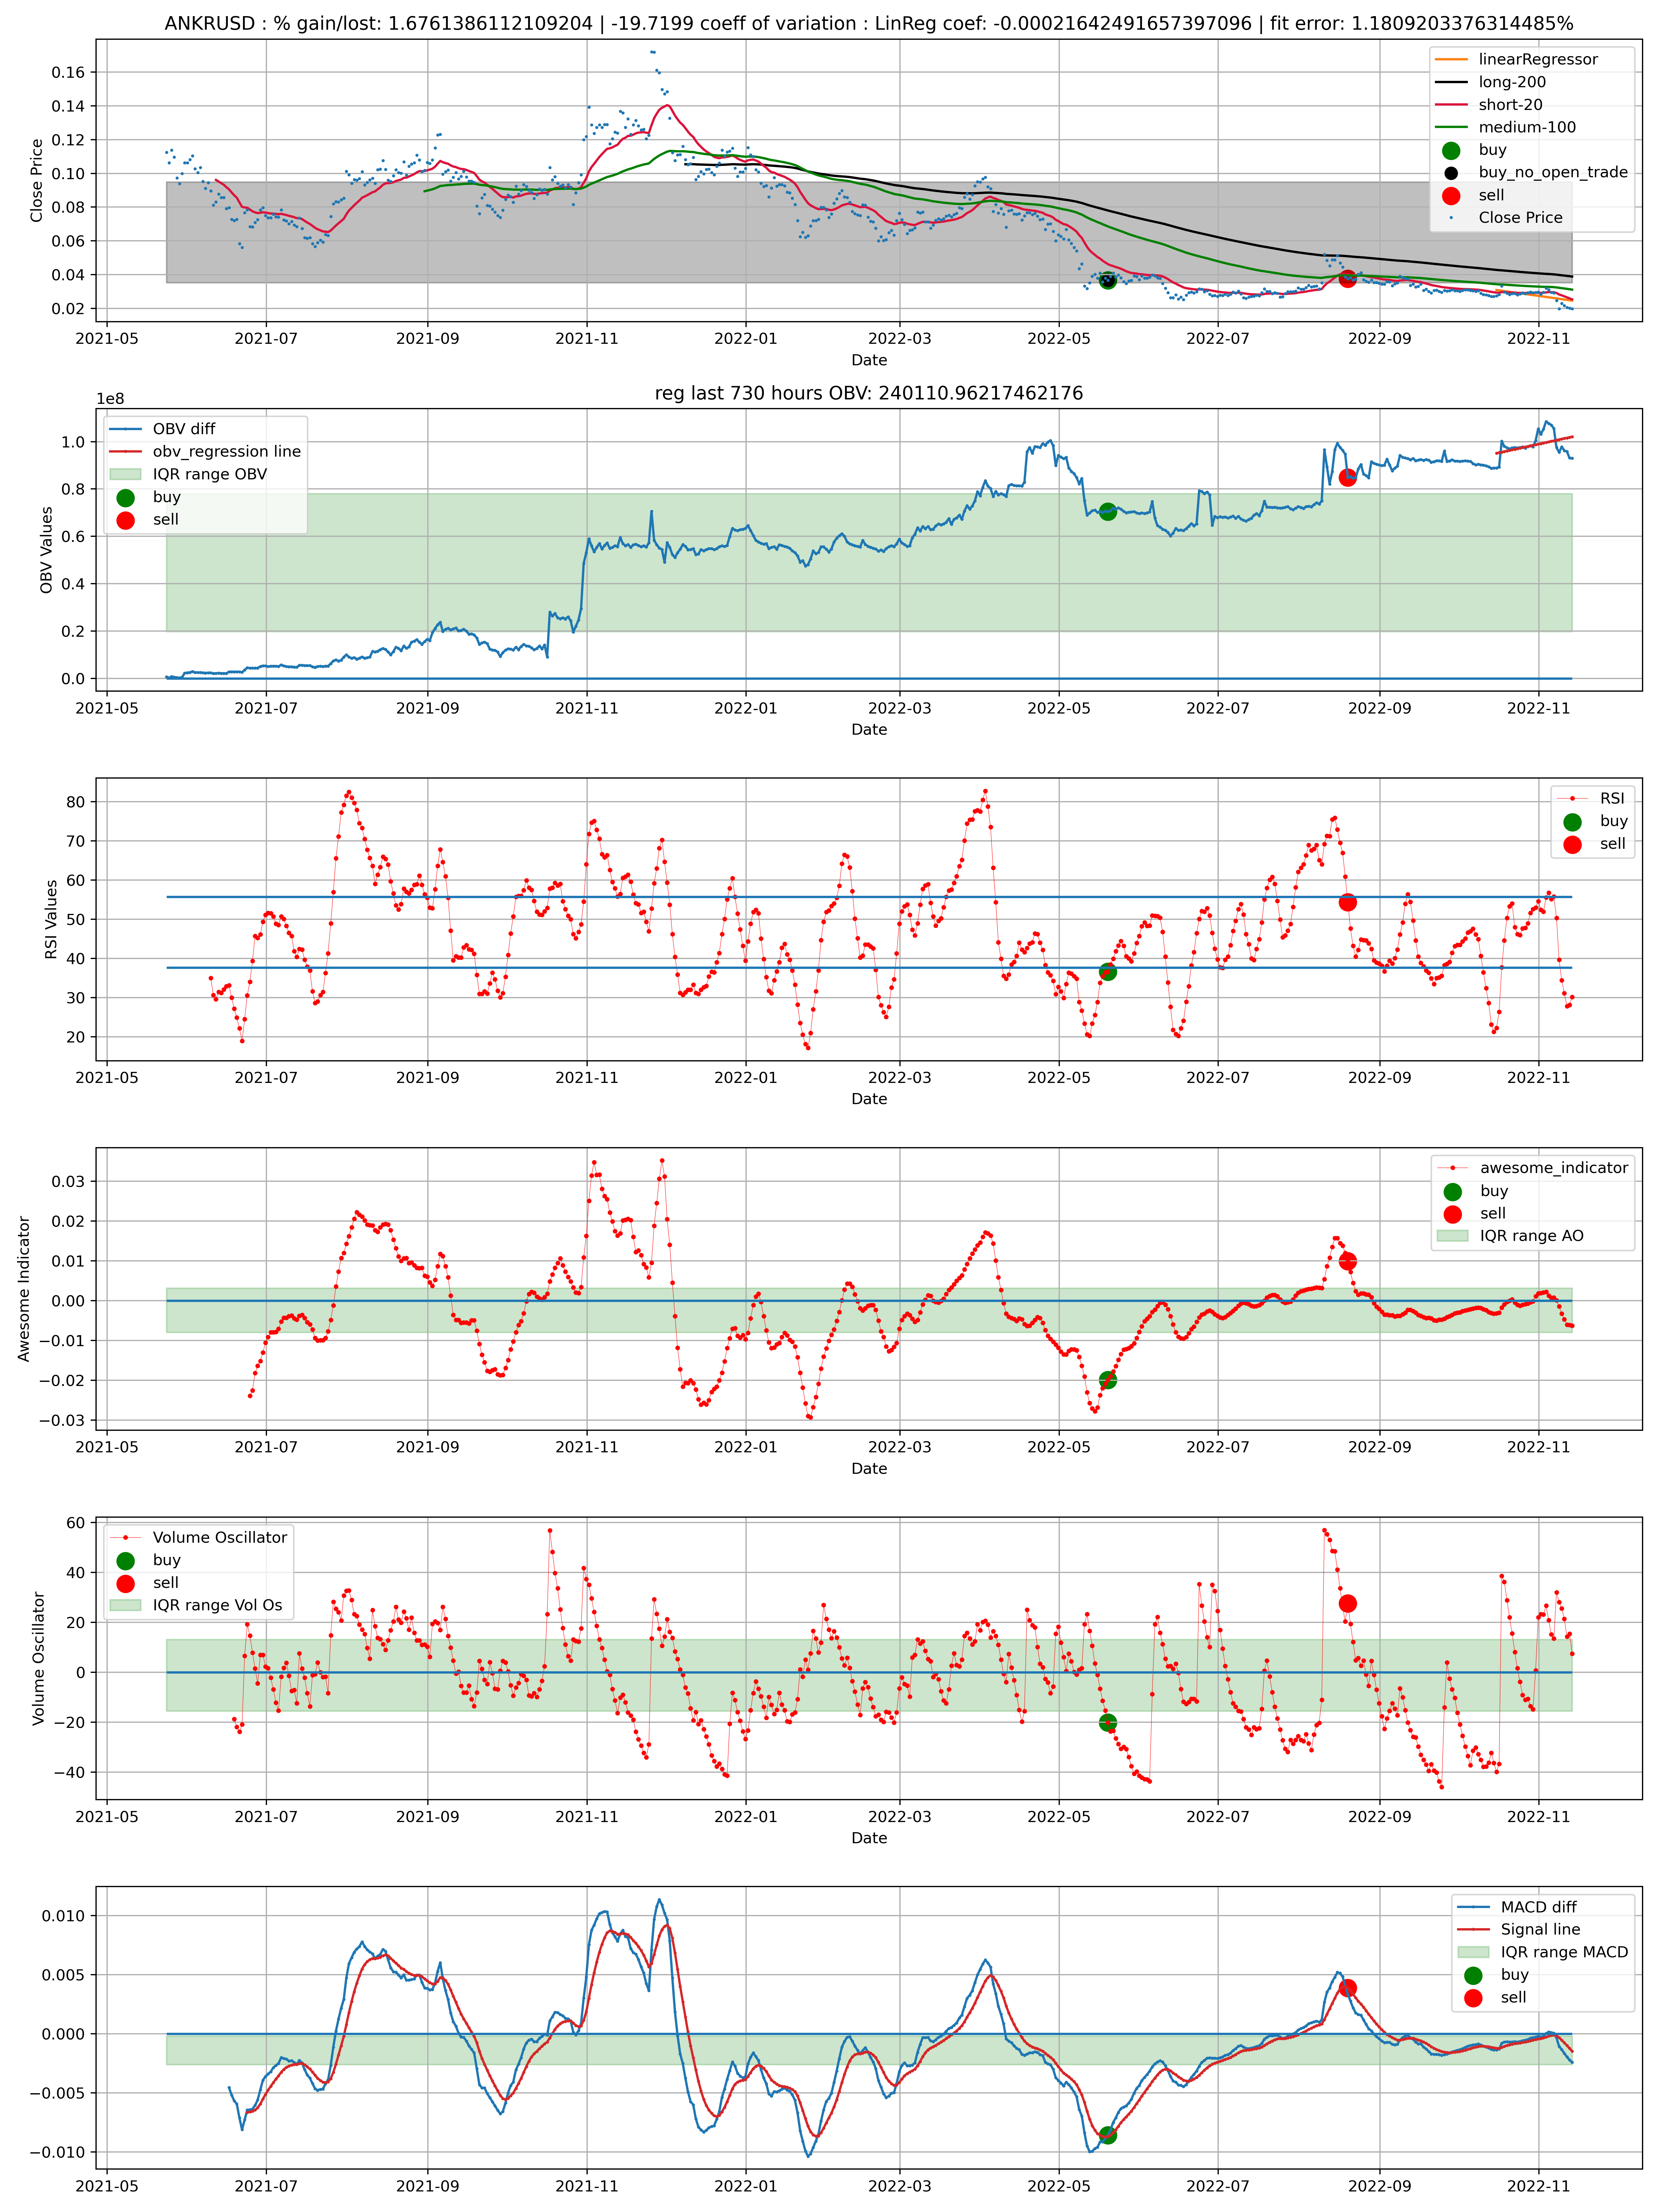 ANKRUSD : % gain/lost: 1.6761386112109204 | -19.7199 coeff of variation : LinReg coef: -0.00021642491657397096 | fit error: 1.1809203376314485%
linearRegressor
long-200
short-20
medium-100
buy
buy_no_open_trade
sell
Close Price
Close Price
0.16
0.14
0.12
0.10
0.08
0.06
0.04
0.02
2021-05 2021-07 2021-09 2021-11 2022-01 2022-03 2022-05 2022-07 2022-09 2022-11
Date
reg last 730 hours OBV: 240110.96217462176
1e8
OBV diff
obv_regression line
IQR range OBV
buy
sell
OBV Values
1.0
0.8
0.6
0.4
0.2
0.0
2021-05 2021-07 2021-09 2021-11 2022-01 2022-03 2022-05 2022-07 2022-09 2022-11
Date
RSI
buy
sell
RSI Values
80
70
60
50
40
30
20
2021-05 2021-07 2021-09 2021-11 2022-01 2022-03 2022-05 2022-07 2022-09 2022-11
Date
awesome_indicator
buy
sell
IQR range AO
Awesome Indicator
0.03
0.02
0.01
0.00
−0.01
−0.02
−0.03
2021-05 2021-07 2021-09 2021-11 2022-01 2022-03 2022-05 2022-07 2022-09 2022-11
Date
Volume Oscillator
buy
sell
IQR range Vol Os
Volume Oscillator
60
40
20
0
−20
−40
2021-05 2021-07 2021-09 2021-11 2022-01 2022-03 2022-05 2022-07 2022-09 2022-11
Date
MACD diff
Signal line
IQR range MACD
buy
sell
0.010
0.005
0.000
−0.005
−0.010
2021-05 2021-07 2021-09 2021-11 2022-01 2022-03 2022-05 2022-07 2022-09 2022-11